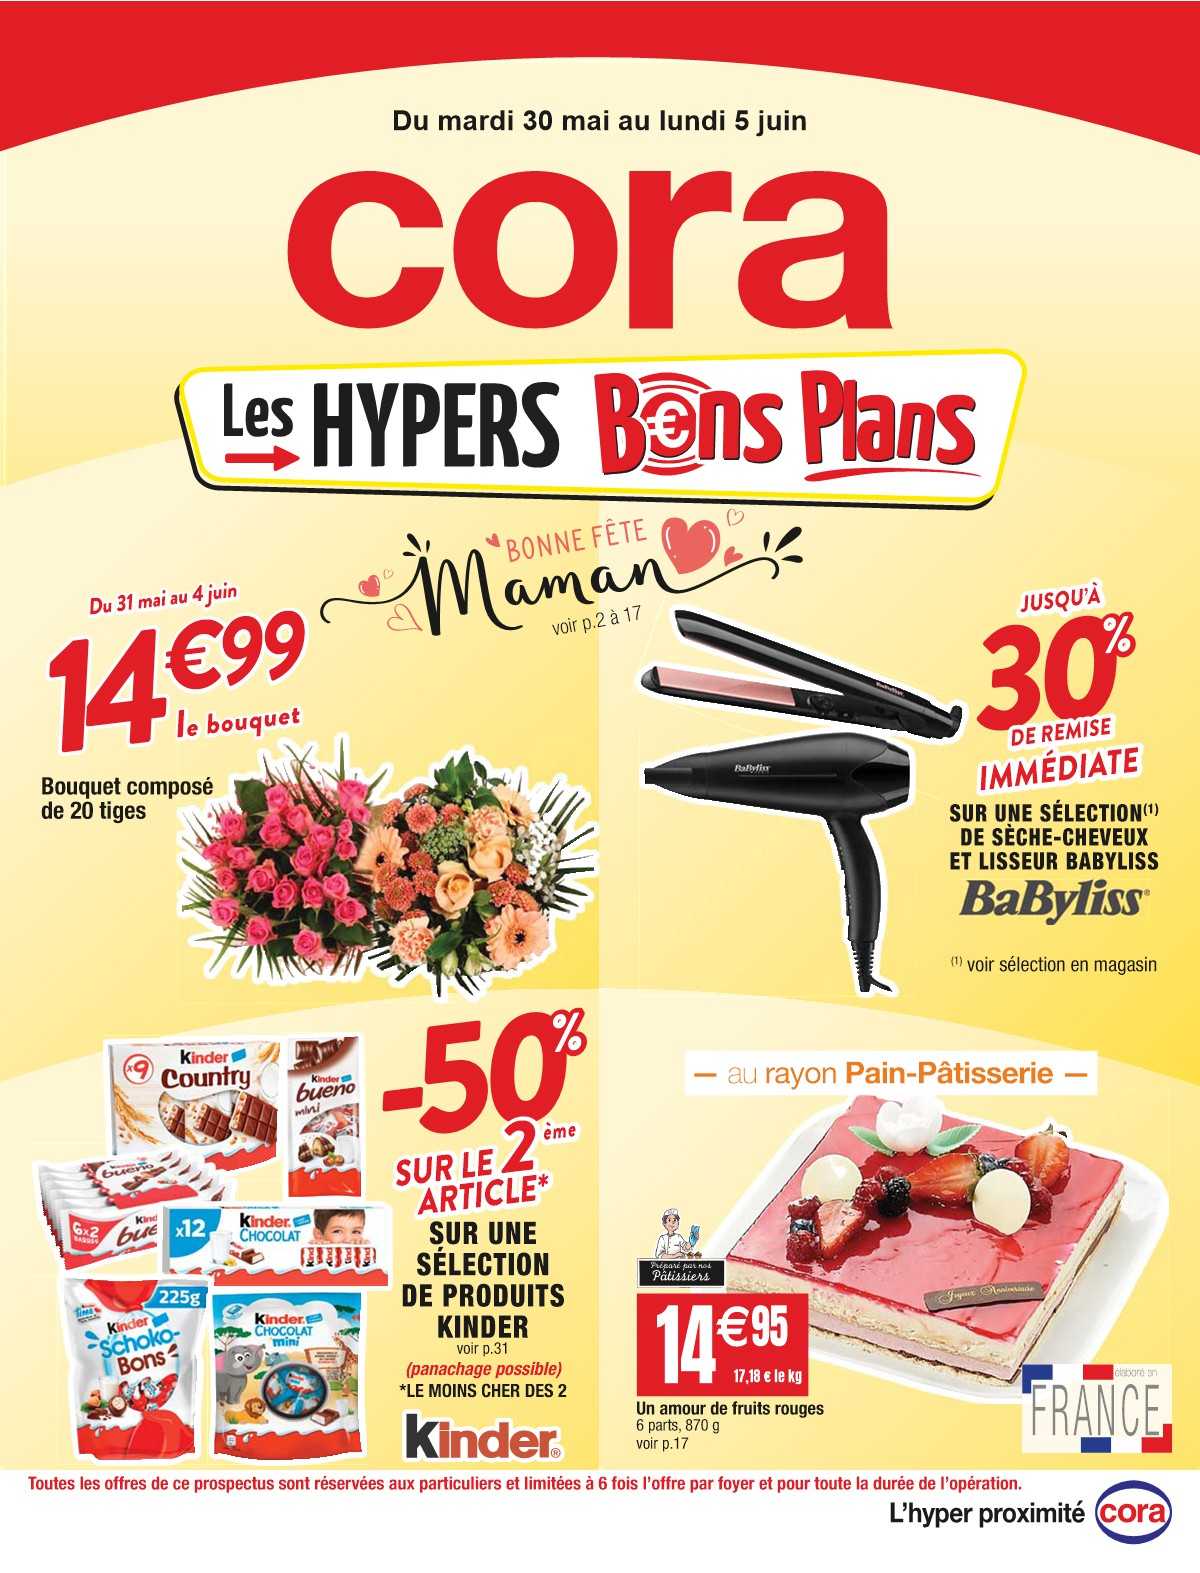 Du mardi 30 mai au lundi 5 juin
cora
Les HYPERS Bons Plans
BONNE FÊTE
Maman
voir p.2 à 17
Du 31 mai au 4 juin
14€99
le bouquet
Bouquet composé
de 20 tiges
JUSQU'À
30%
DE REMISE
IMMÉDIATE
SUR UNE SÉLECTION(1)
DE SÈCHE-CHEVEUX
ET LISSEUR BABYLISS
BaByliss®
(1) voir sélection en magasin
BaByliss
BaByliss
x9
Kinder
Country
Kinder
bueno
mini
bueno
6x2
BARRES
Kinder
bueno
x12
Kinder
CHOCOLAT
225g
Kinder
Schoko-
Bons
Kinder
CHOCOLAT
mini
-50%
SUR LE 2ème
ARTICLE*
SUR UNE
SÉLECTION
DE PRODUITS
KINDER
voir p.31
(panachage possible)
*LE MOINS CHER DES 2
Kinder®
— au rayon Pain-Pâtisserie —
Joyeux Anniversaire
Préparé par nos
Pâtissiers
14€95
17,18 € le kg
Un amour de fruits rouges
6 parts, 870 g
voir p.17
élaboré en
FRANCE
Toutes les offres de ce prospectus sont réservées aux particuliers et limitées à 6 fois l'offre par foyer et pour toute la durée de l'opération.
L'hyper proximité cora